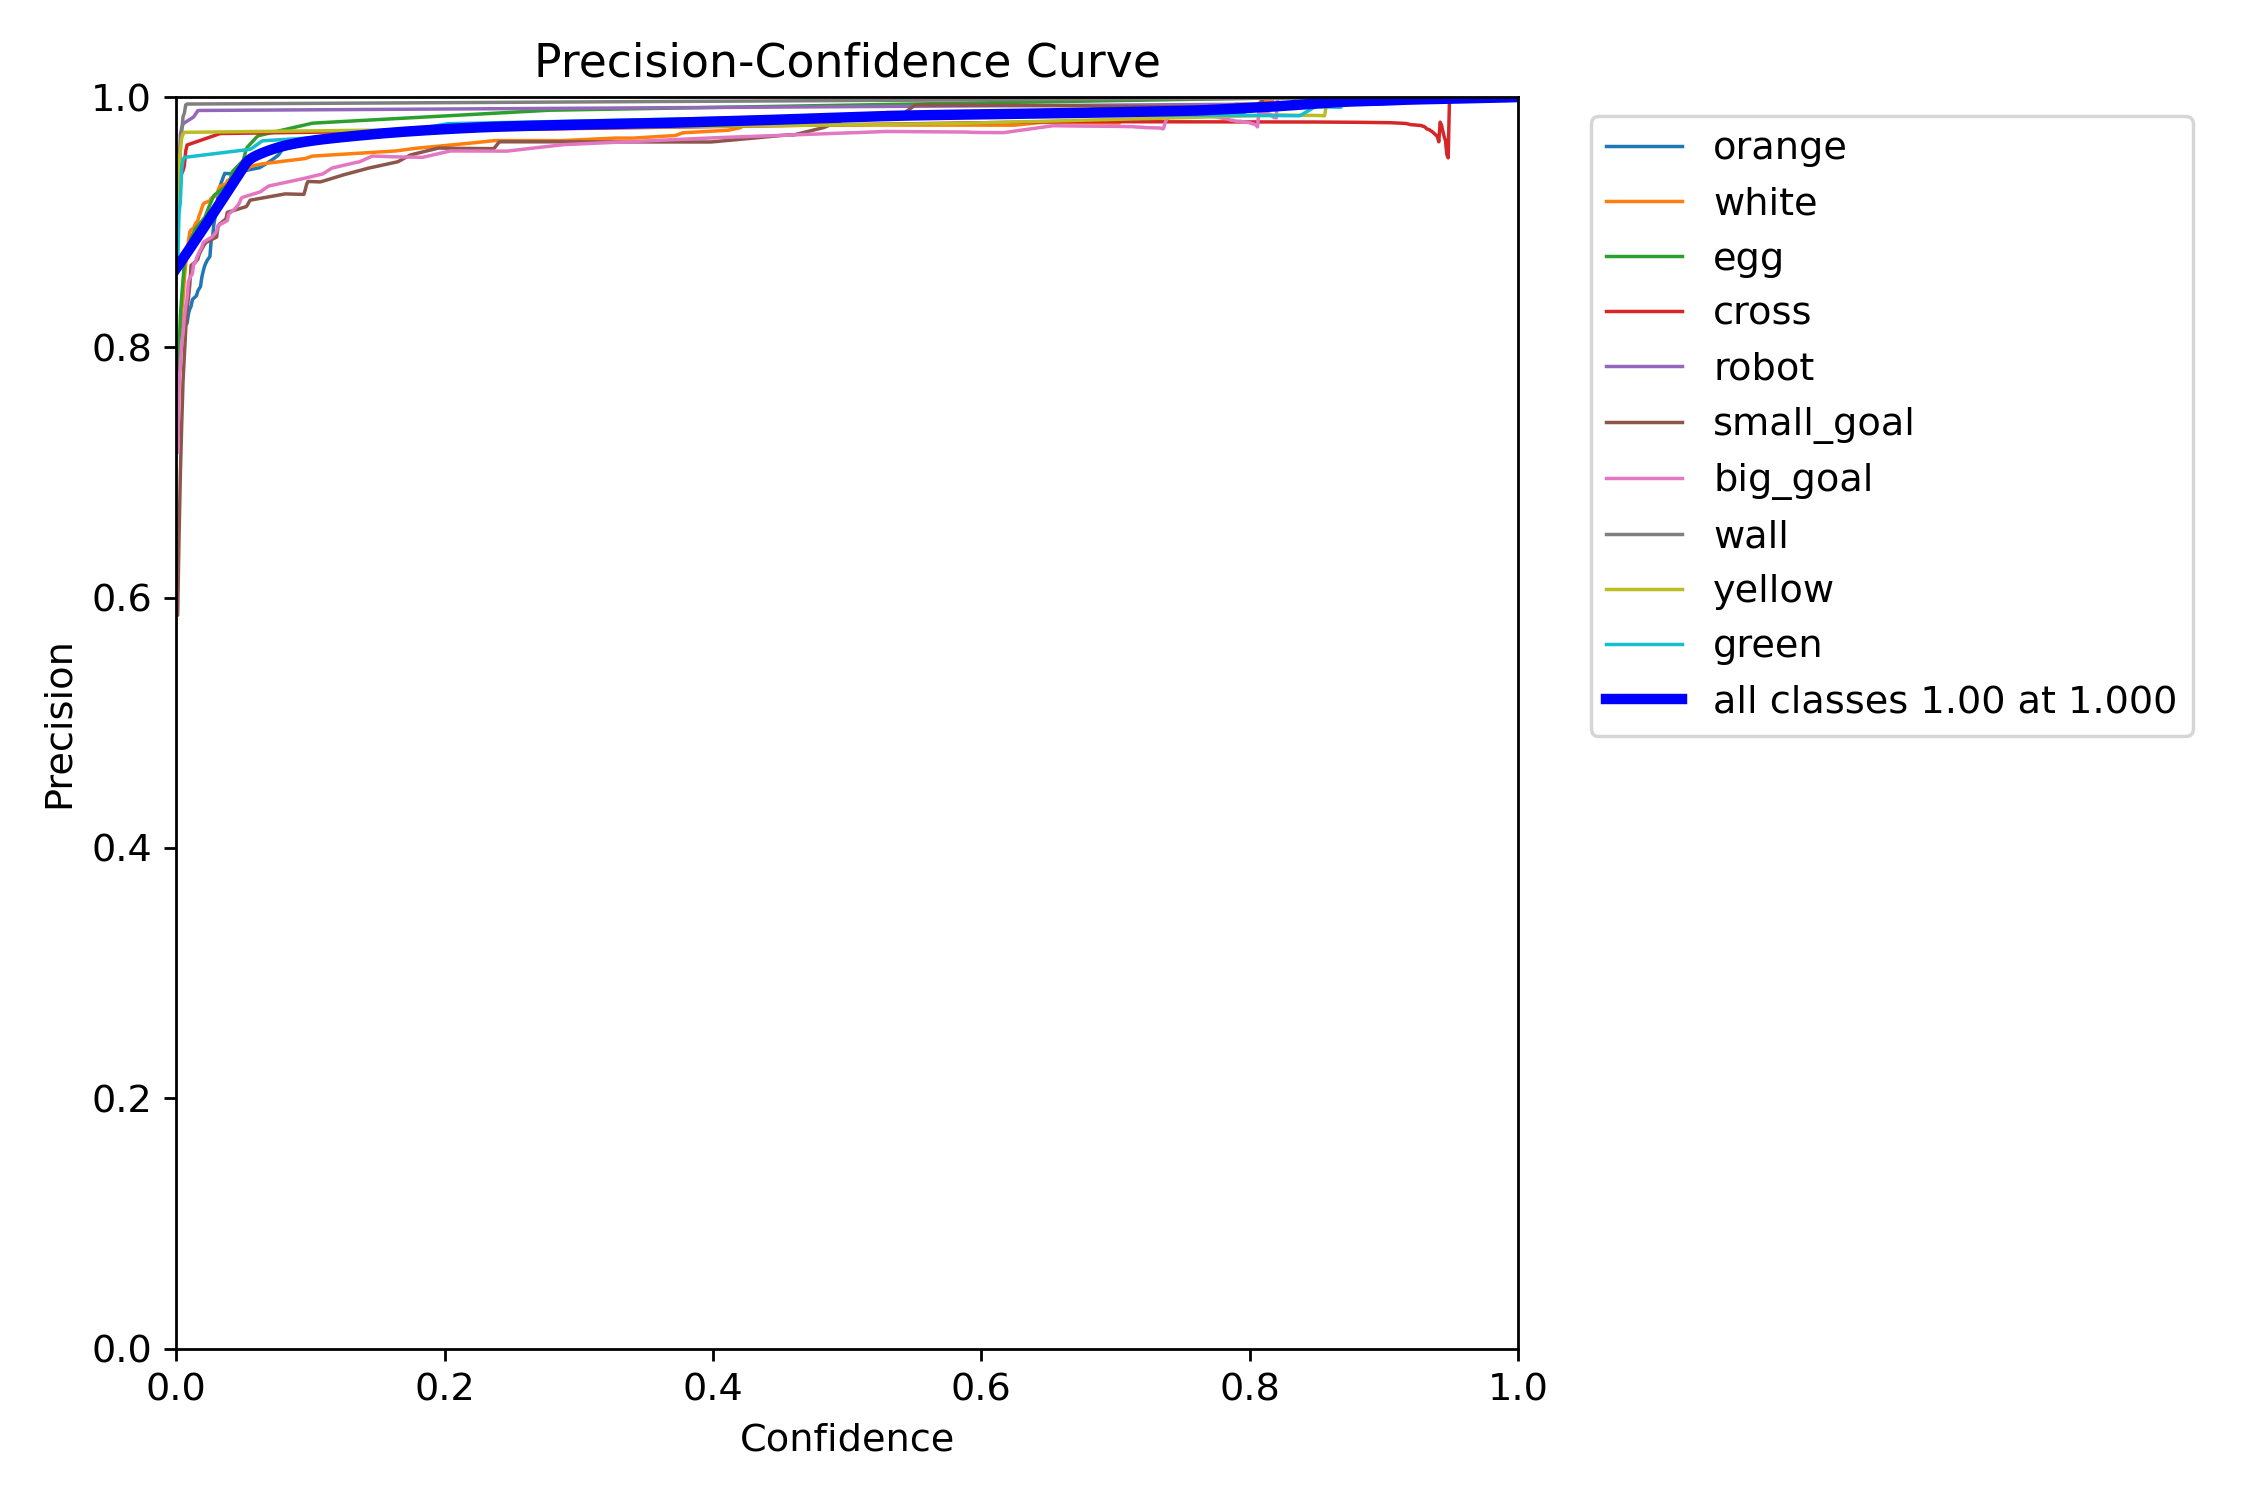 Precision-Confidence Curve
1.0
0.8
0.6
0.4
0.2
0.0
Precision
0.0 0.2 0.4 0.6 0.8 1.0
Confidence
orange
white
egg
cross
robot
small_goal
big_goal
wall
yellow
green
all classes 1.00 at 1.000